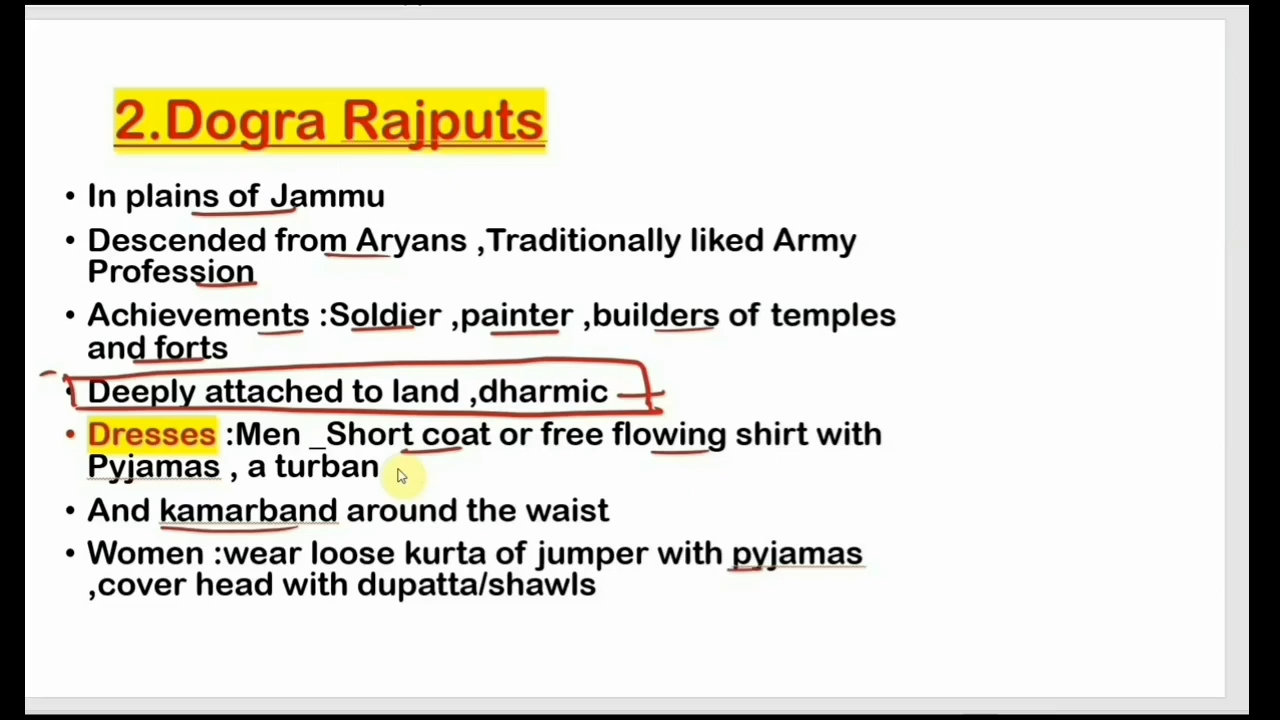 2.Dogra Rajputs
• In plains of Jammu
• Descended from Aryans ,Traditionally liked Army
Profession
• Achievements :Soldier ,painter ,builders of temples
and forts
• Deeply attached to land ,dharmic
• Dresses :Men _Short coat or free flowing shirt with
Pyjamas , a turban
• And kamarband around the waist
• Women :wear loose kurta of jumper with pyjamas
,cover head with dupatta/shawls